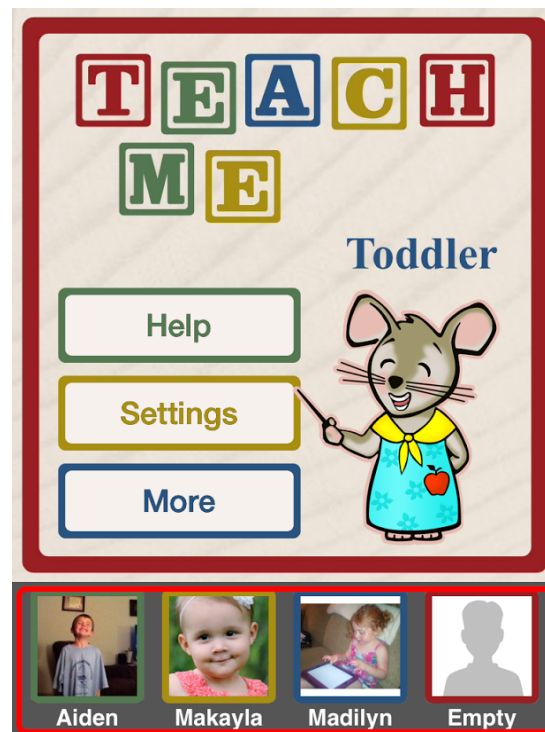 TEACH
ME
Toddler
Help
Settings
More
Aiden Makayla Madilyn Empty